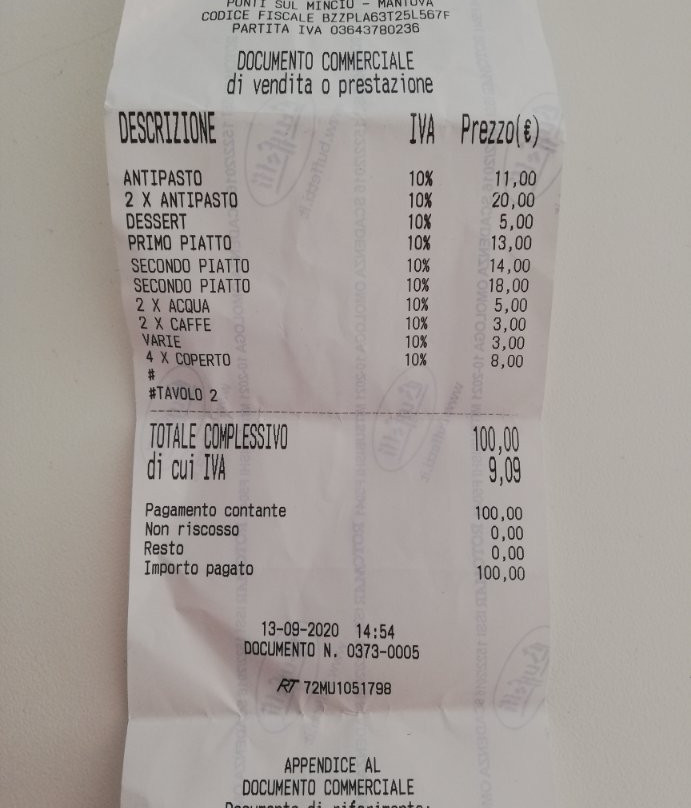 PONTI SUL MINCIO - MANTOVA
CODICE FISCALE BZZPLA63T25L567F
PARTITA IVA 03643780236
DOCUMENTO COMMERCIALE
di vendita o prestazione
DESCRIZIONE IVA Prezzo(€)
ANTIPASTO 10% 11,00
2 X ANTIPASTO 10% 20,00
DESSERT 10% 5,00
PRIMO PIATTO 10% 13,00
SECONDO PIATTO 10% 14,00
SECONDO PIATTO 10% 18,00
2 X ACQUA 10% 5,00
2 X CAFFE 10% 3,00
VARIE 10% 3,00
4 X COPERTO 10% 8,00
#
#TAVOLO 2
TOTALE COMPLESSIVO 100,00
di cui IVA 9,09
Pagamento contante 100,00
Non riscosso 0,00
Resto 0,00
Importo pagato 100,00
13-09-2020 14:54
DOCUMENTO N. 0373-0005
RT 72MU1051798
APPENDICE AL
DOCUMENTO COMMERCIALE
Documento di riferimento: